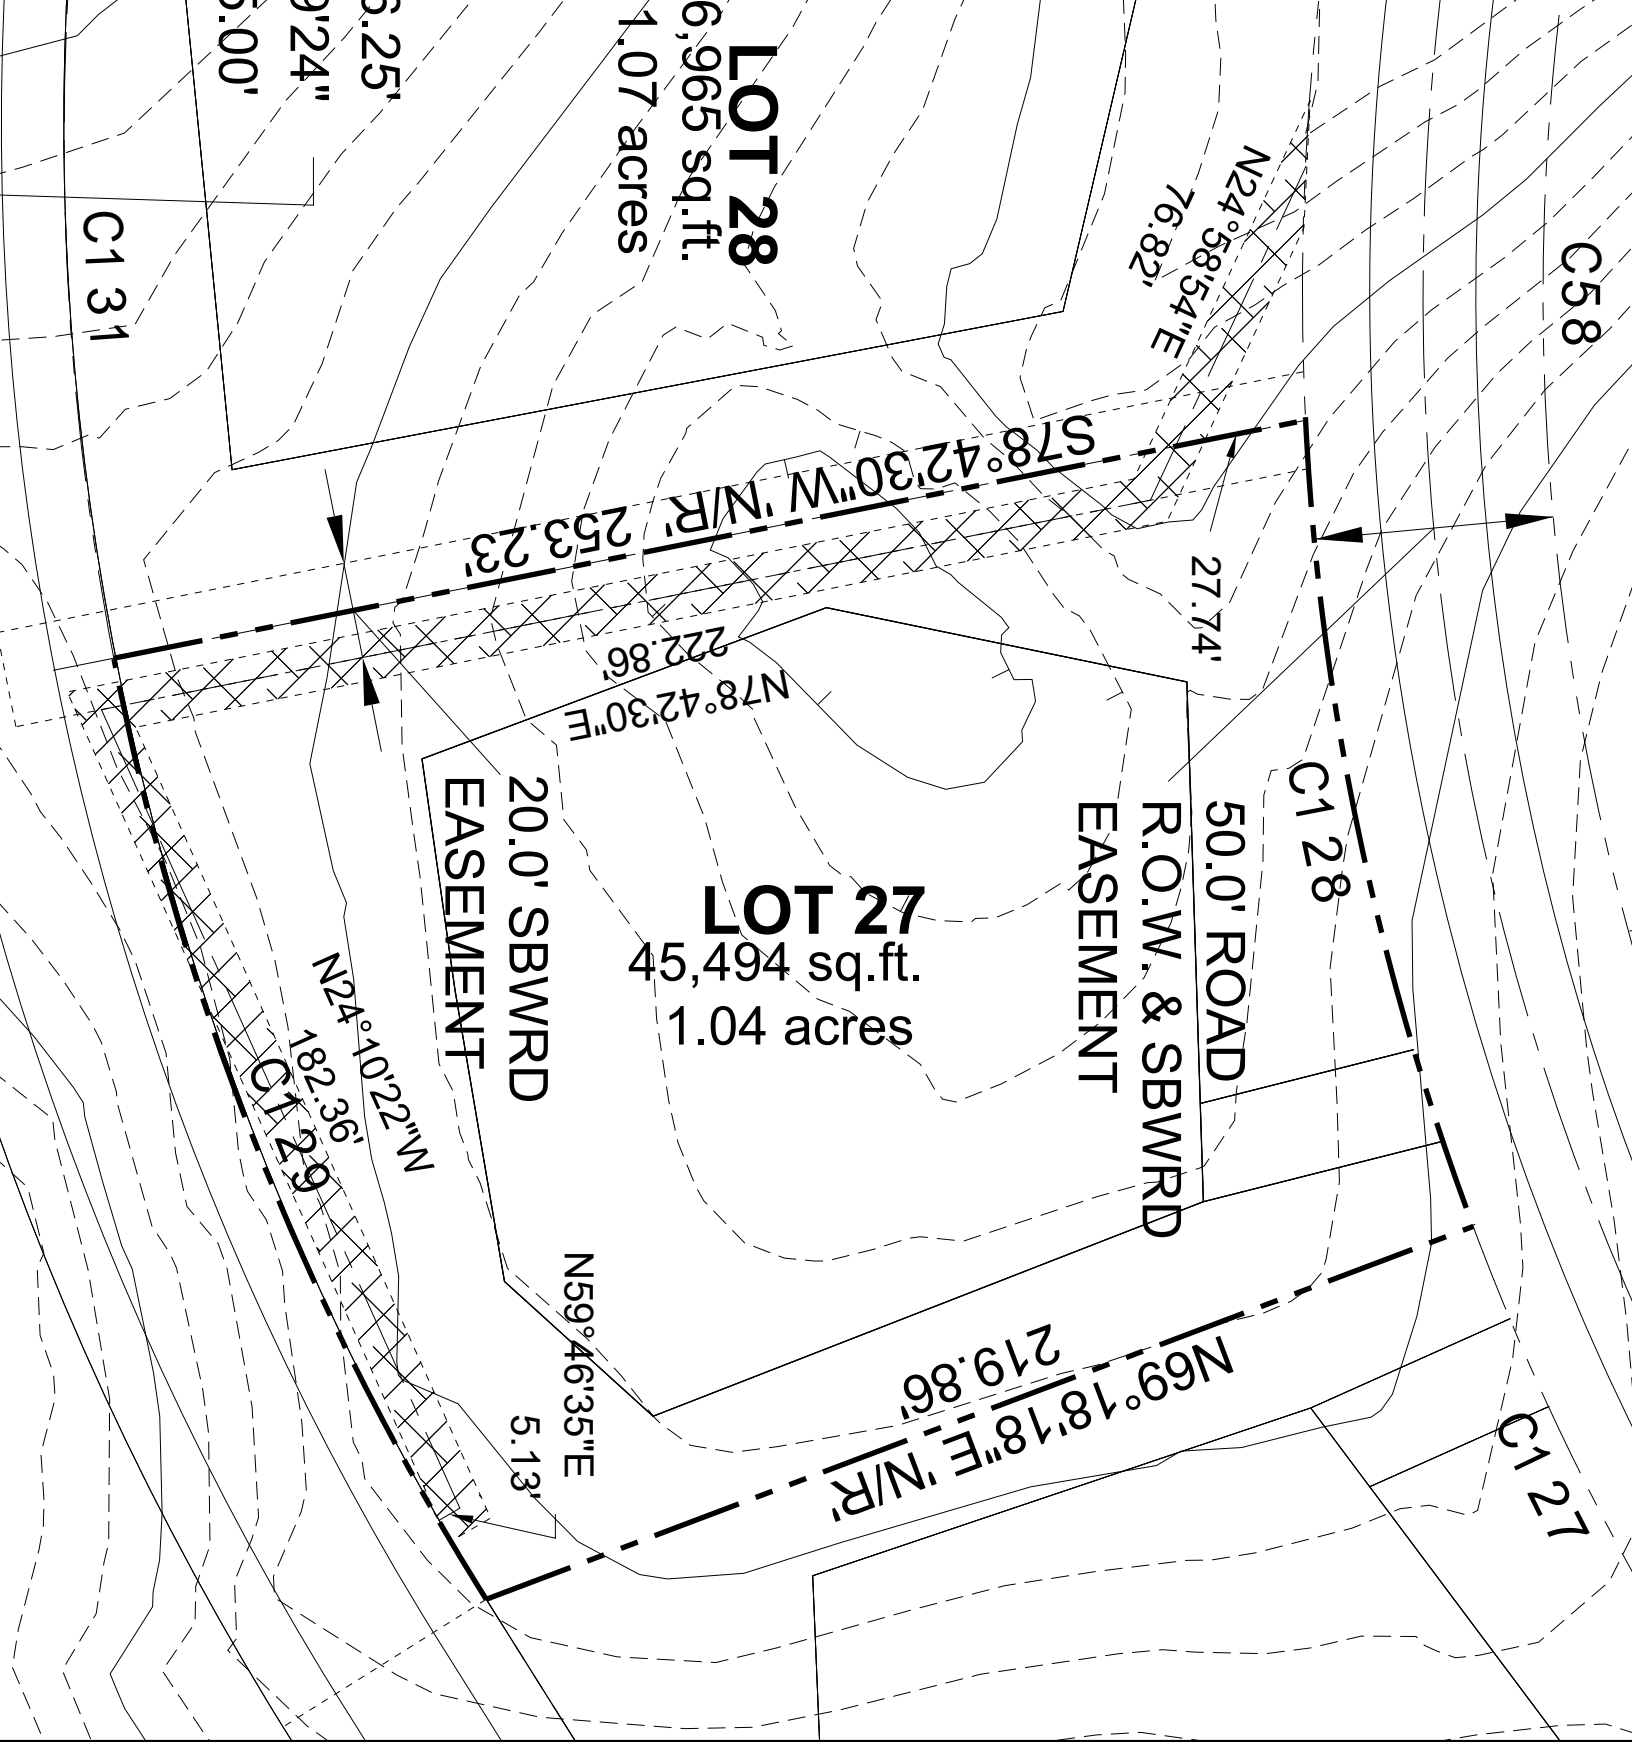 6.25'
9'24"
5.00'
LOT 28
6,965 sq.ft.
1.07 acres
C1 31
N24°58'54"E
76.82'
C58
S78°42'30"W 'N/R' 253.23'
27.74'
222.86'
N78°42'30"E
20.0' SBWRD
EASEMENT
50.0' ROAD
R.O.W. & SBWRD
EASEMENT
C1 28
LOT 27
45,494 sq.ft.
1.04 acres
N24°10'22"W
182.36'
C1 29
N59°46'35"E
5.13'
219.86'
N69°18'18"E 'N/R'
C1 27